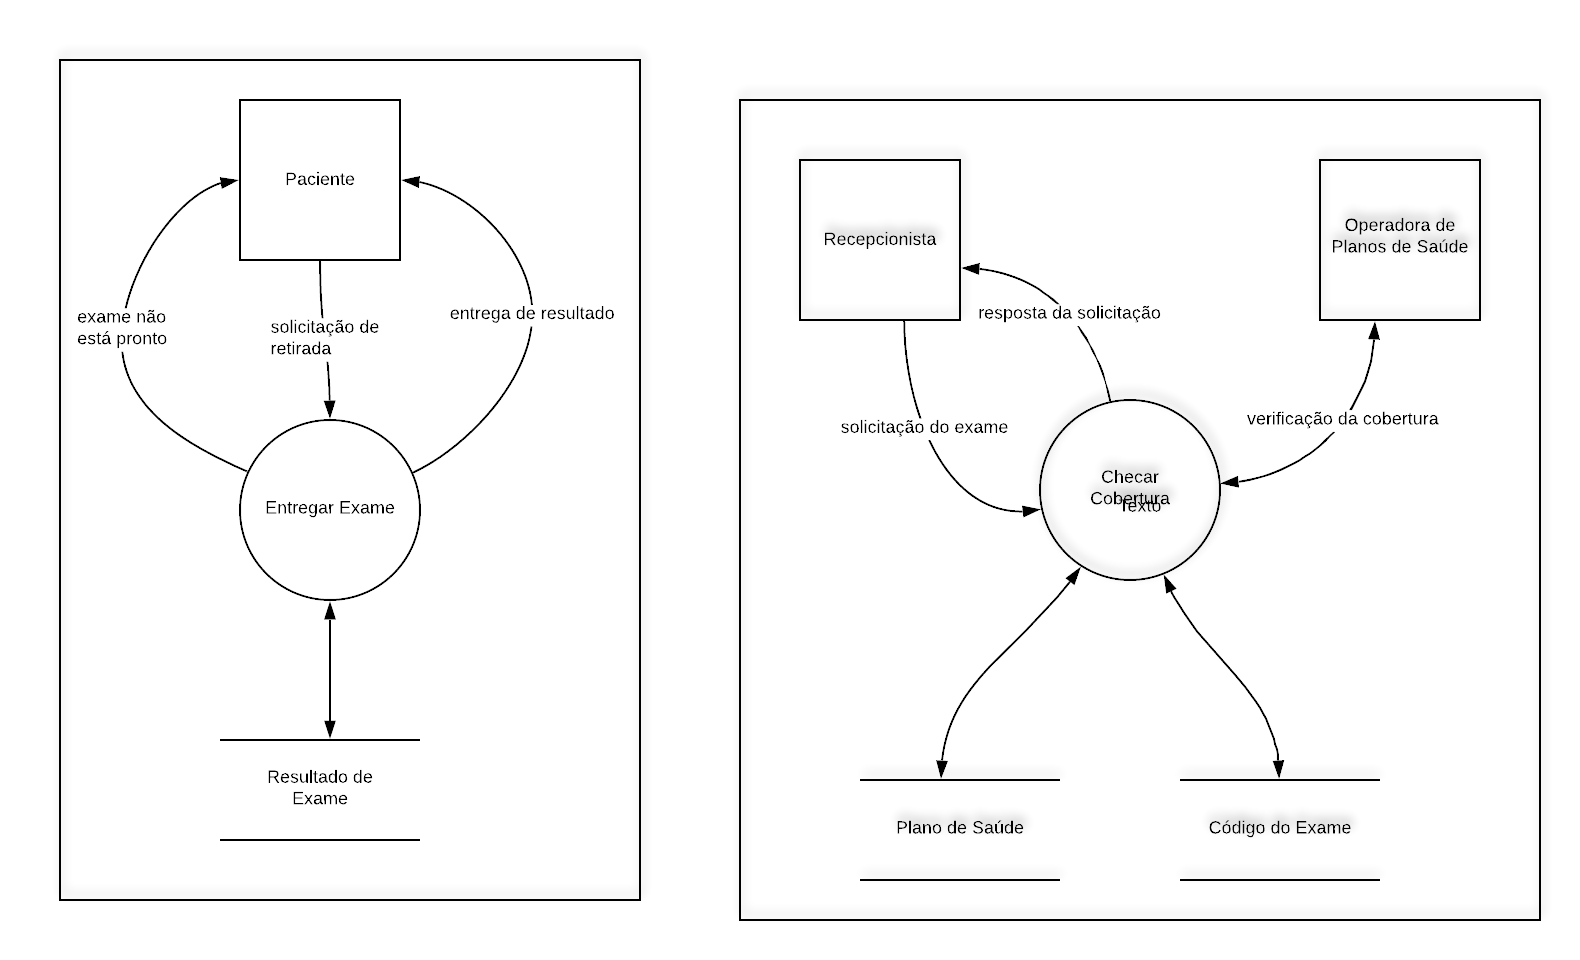 Paciente
exame não
está pronto
solicitação de
retirada
entrega de resultado
Entregar Exame
Resultado de
Exame
Recepcionista
Operadora de
Planos de Saúde
resposta da solicitação
solicitação do exame
verificação da cobertura
Checar
Cobertura
Texto
Plano de Saúde
Código do Exame